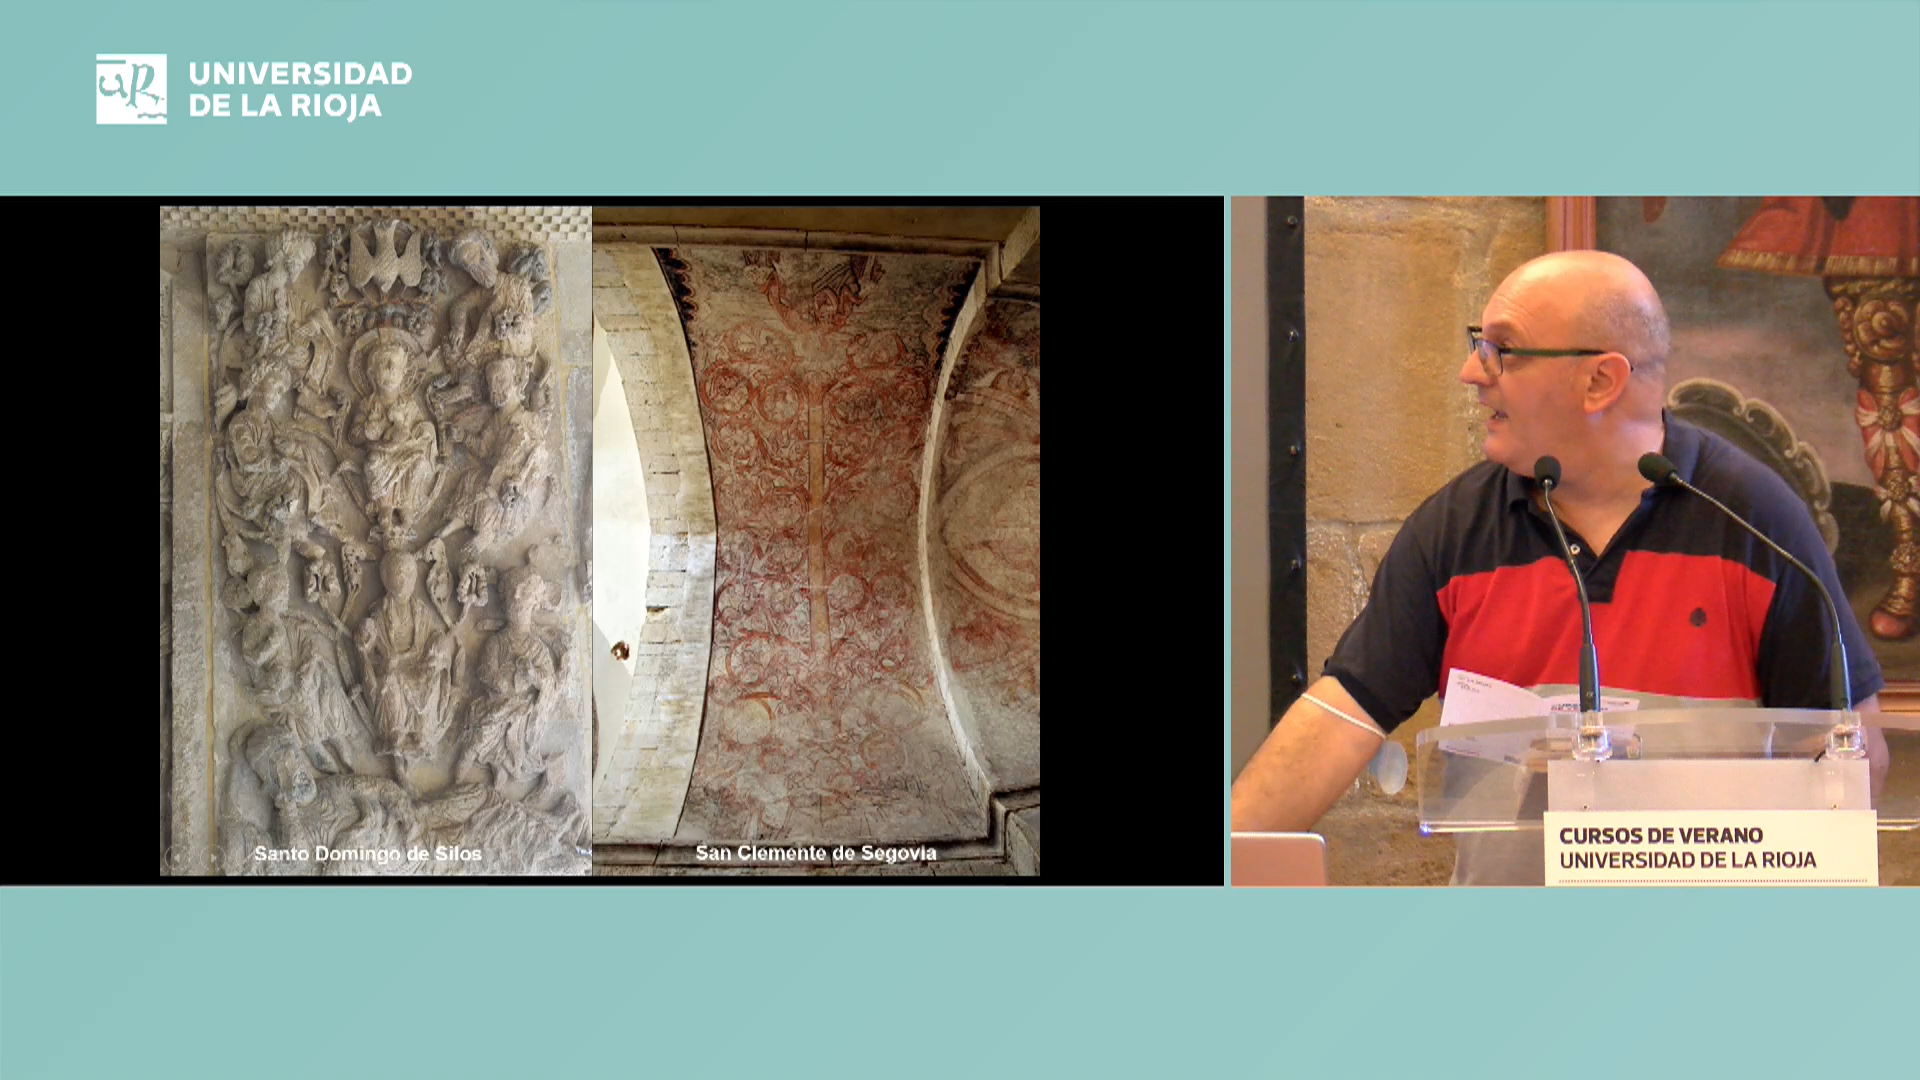 UNIVERSIDAD
DE LA RIOJA
Santo Domingo de Silos
San Clemente de Segovia
CURSOS DE VERANO
UNIVERSIDAD DE LA RIOJA